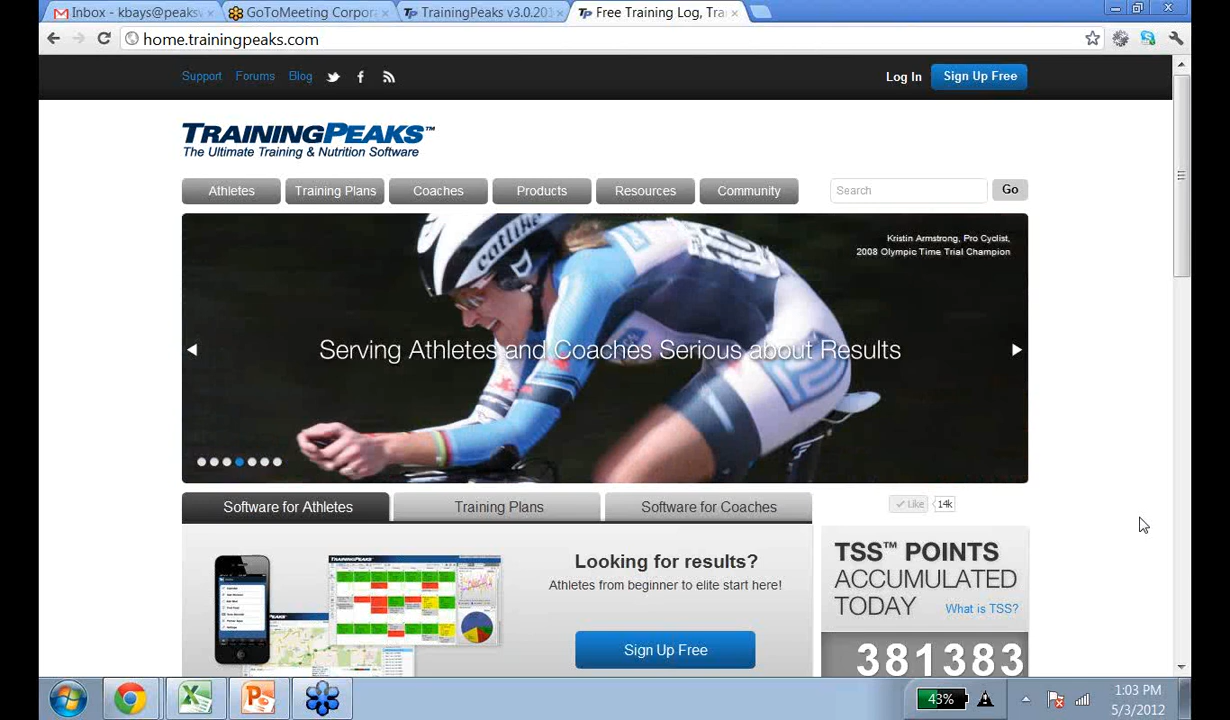 Inbox - kbays@peaksw
GoToMeeting Corpora
TrainingPeaks v3.0.201
Free Training Log, Tra
home.trainingpeaks.com
Support Forums Blog
Log In Sign Up Free
TRAININGPEAKS™
The Ultimate Training & Nutrition Software
Athletes Training Plans Coaches Products Resources Community
Search Go
Kristin Armstrong, Pro Cyclist,
2008 Olympic Time Trial Champion
catlike
Serving Athletes and Coaches Serious about Results
Software for Athletes Training Plans Software for Coaches
Like 14k
Looking for results?
Athletes from beginner to elite start here!
Sign Up Free
TSS™ POINTS
ACCUMULATED
TODAY What is TSS?
381383
43%
1:03 PM
5/3/2012